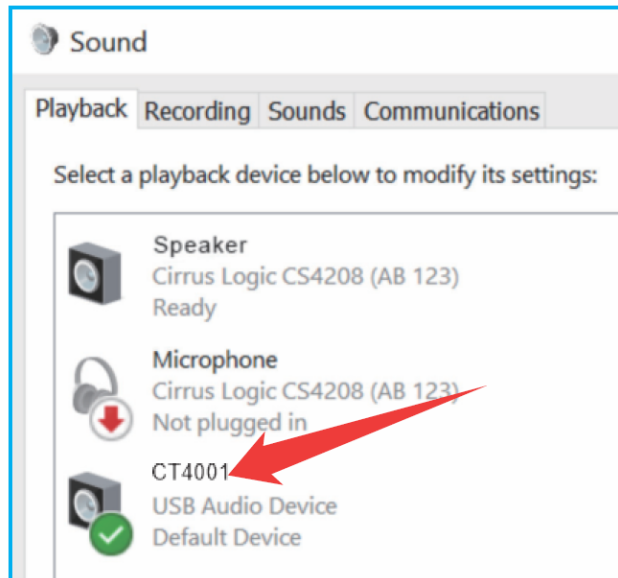 Sound
Playback Recording Sounds Communications
Select a playback device below to modify its settings:
Speaker
Cirrus Logic CS4208 (AB 123)
Ready
Microphone
Cirrus Logic CS4208 (AB 123)
Not plugged in
CT4001
USB Audio Device
Default Device